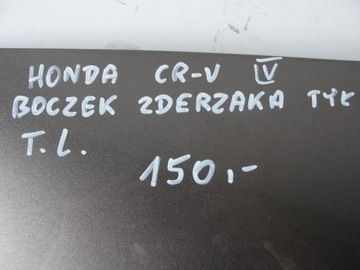 HONDA CR-V IV
BOCZEK ZDERZAKA TYŁ
T.L.
150,-